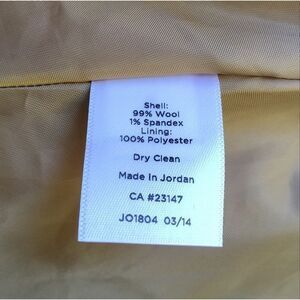 Shell:
99% Wool
1% Spandex
Lining:
100% Polyester
Dry Clean
Made in Jordan
CA #23147
JO1804 03/14